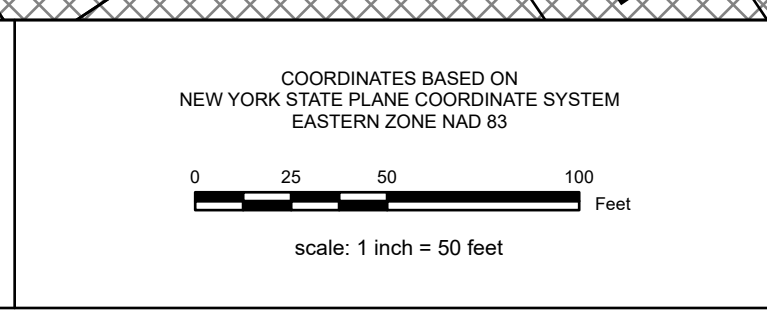 COORDINATES BASED ON
NEW YORK STATE PLANE COORDINATE SYSTEM
EASTERN ZONE NAD 83
0 25 50 100
Feet
scale: 1 inch = 50 feet